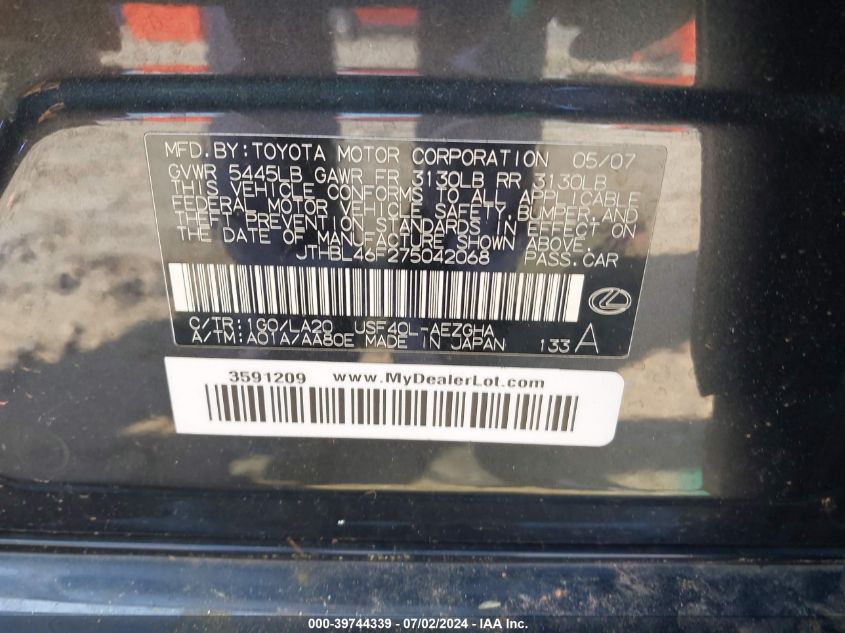 MFD. BY: TOYOTA MOTOR CORPORATION 05/07
GVWR 5445LB GAWR FR 3130LB RR 3130LB
THIS VEHICLE CONFORMS TO ALL APPLICABLE
FEDERAL MOTOR VEHICLE SAFETY, BUMPER, AND
THEFT PREVENTION STANDARDS IN EFFECT ON
THE DATE OF MANUFACTURE SHOWN ABOVE.
JTHBL46F275042068 PASS.CAR
C/TR: 1G0/LA20 USF40L-AEZGHA
A/TM: A01A/AA80E MADE IN JAPAN 133 A
3591209 www.MyDealerLot.com
000-39744339 / 07/02/2024 / IAA Inc.